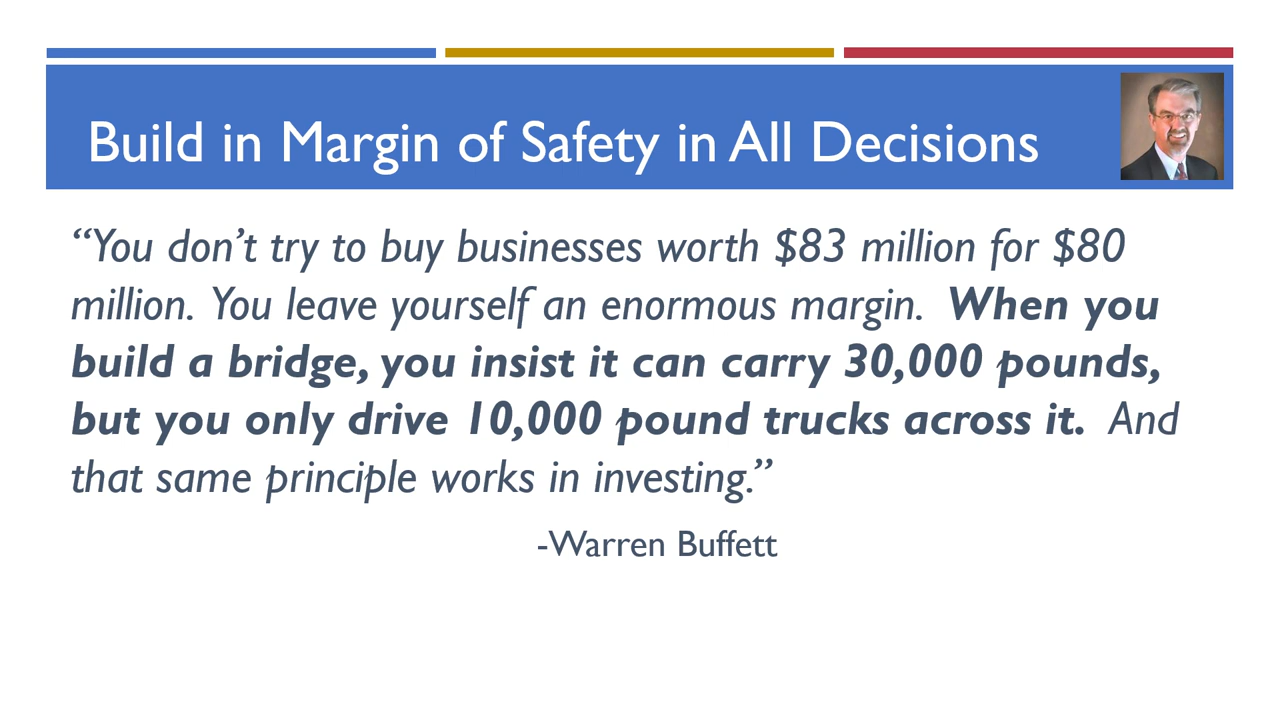 Build in Margin of Safety in All Decisions
“You don’t try to buy businesses worth $83 million for $80
million.  You leave yourself an enormous margin.  When you
build a bridge, you insist it can carry 30,000 pounds,
but you only drive 10,000 pound trucks across it.  And
that same principle works in investing.”
-Warren Buffett